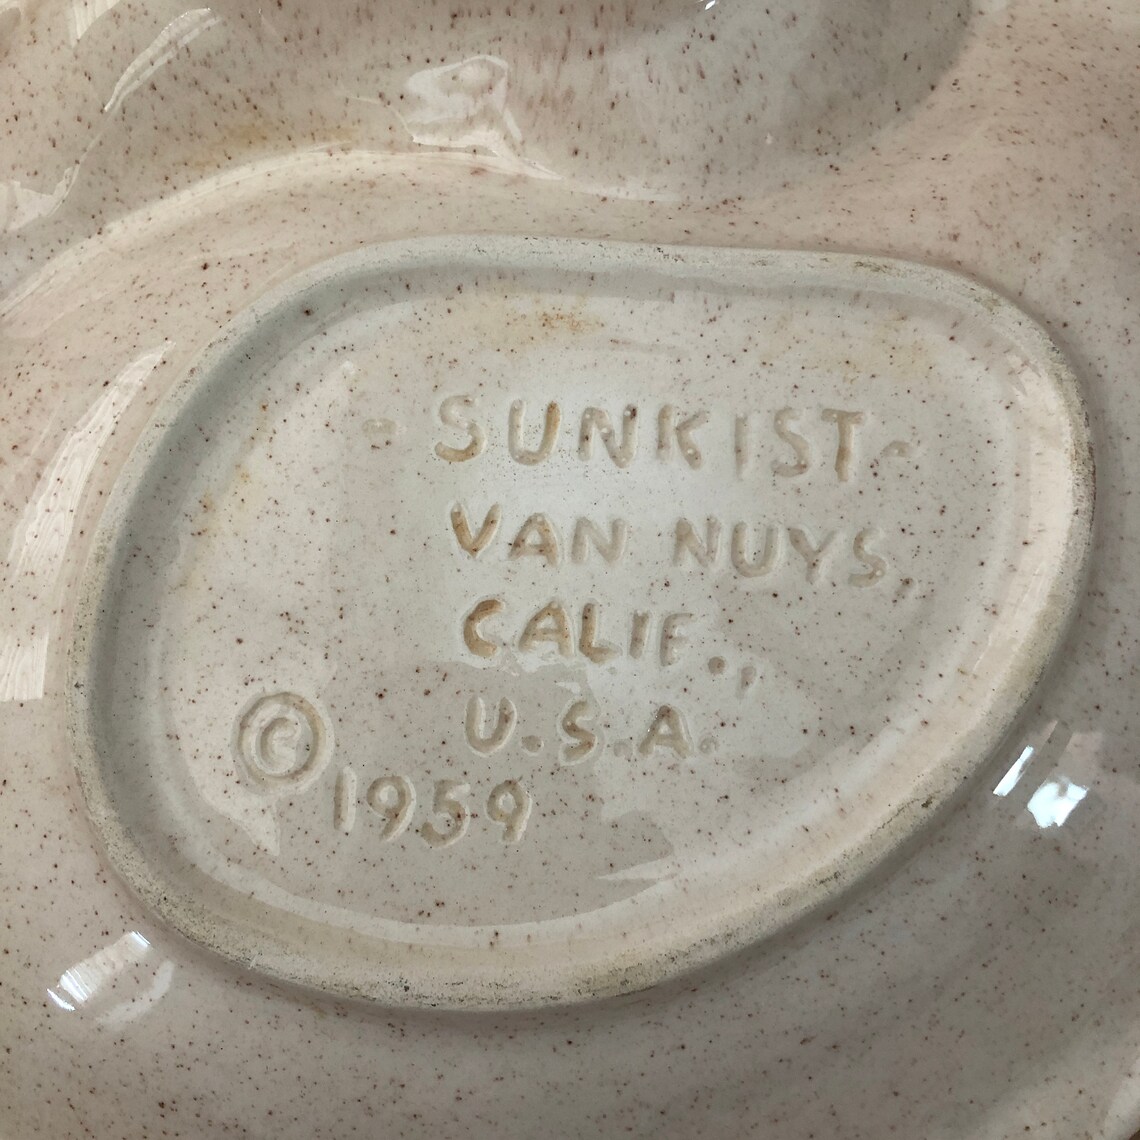 - SUNKIST -
VAN NUYS,
CALIF.,
U.S.A.
© 1959